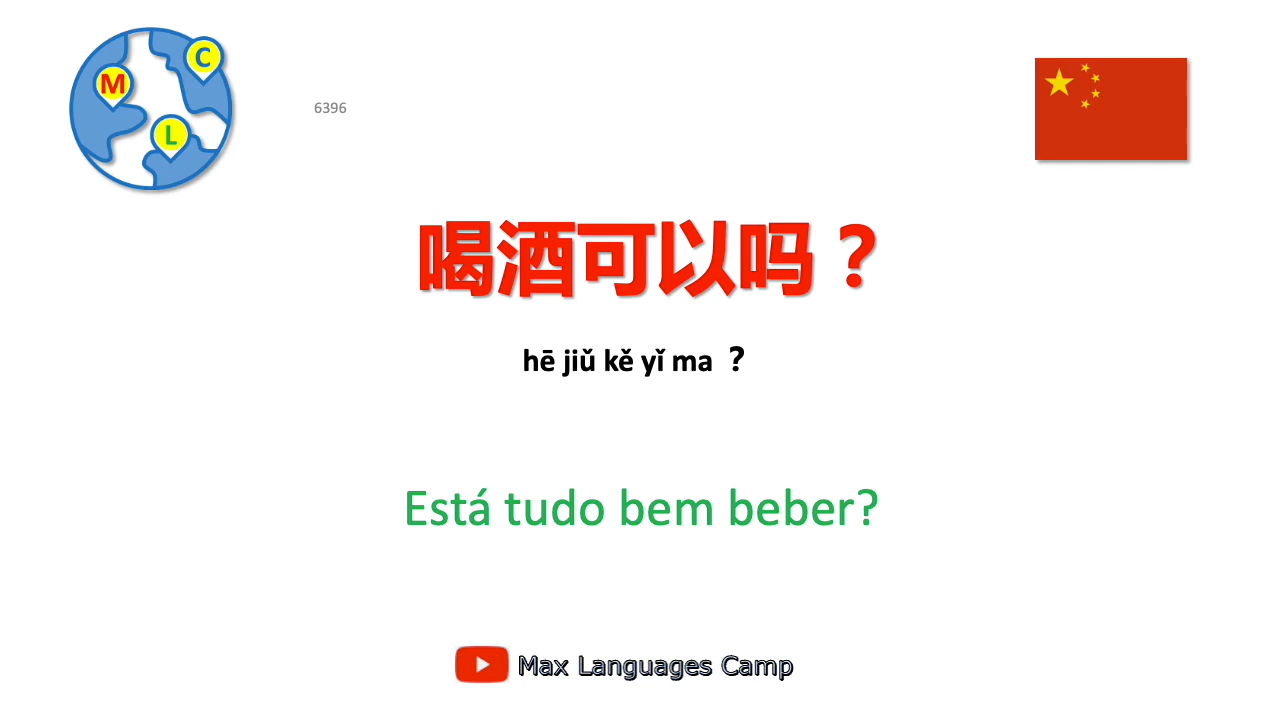 C
M
L
6396
喝酒可以吗？
hē jiǔ kě yǐ ma ？
Está tudo bem beber?
Max Languages Camp